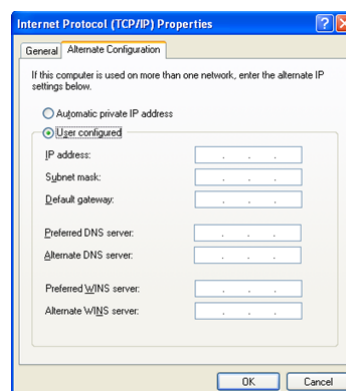 Internet Protocol (TCP/IP) Properties
General Alternate Configuration
If this computer is used on more than one network, enter the alternate IP
settings below.
Automatic private IP address
User configured
IP address:
Subnet mask:
Default gateway:
Preferred DNS server:
Alternate DNS server:
Preferred WINS server:
Alternate WINS server:
OK Cancel